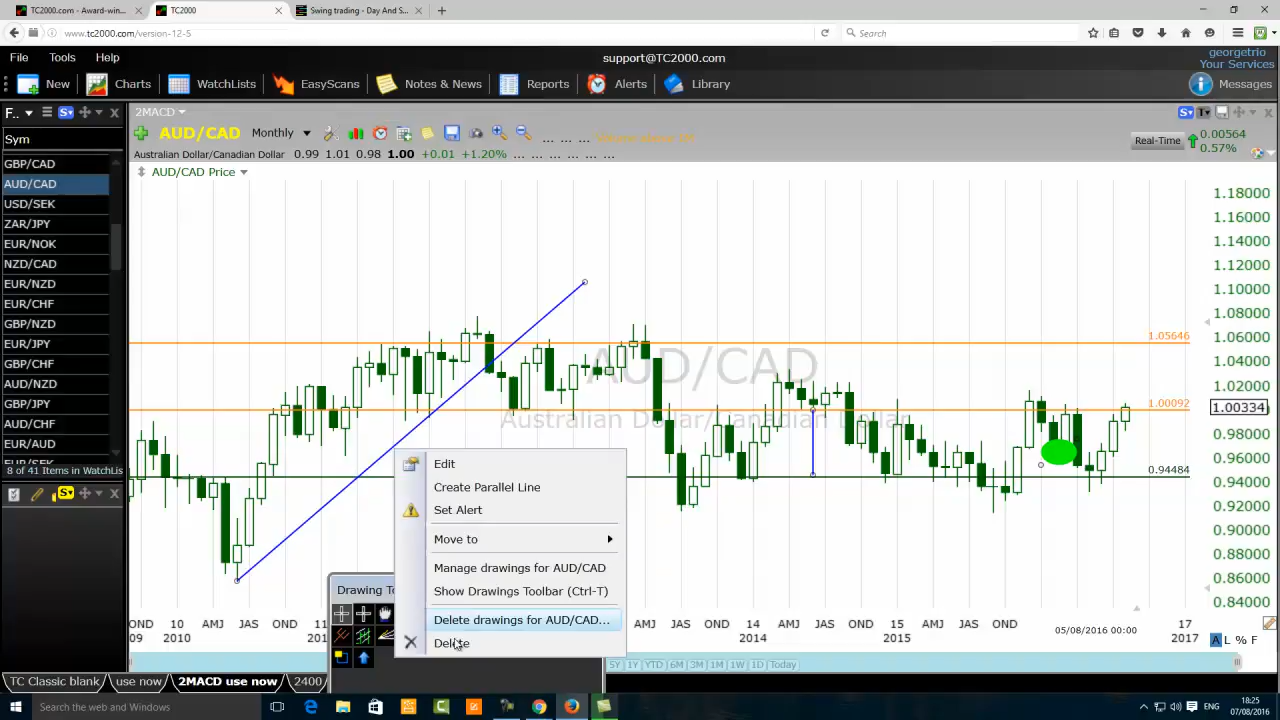 TC2000.com - Award-win...
TC2000
Swing trading - Day And S...
www.tc2000.com/version-12-5
Search
File Tools Help
support@TC2000.com
georgetrio
Your Services
New Charts WatchLists EasyScans Notes & News Reports Alerts Library
Messages
F..
2MACD
Sym
AUD/CAD Monthly
Real-Time
0.00564
0.57%
Australian Dollar/Canadian Dollar 0.99 1.01 0.98 1.00 +0.01 +1.20%
AUD/CAD Price
GBP/CAD
AUD/CAD
USD/SEK
ZAR/JPY
EUR/NOK
NZD/CAD
EUR/NZD
EUR/CHF
GBP/NZD
EUR/JPY
GBP/CHF
AUD/NZD
GBP/JPY
AUD/CHF
EUR/AUD
8 of 41 Items in WatchLis
AUD/CAD
Australian Dollar/Canadian Dollar
1.05646
1.00092
0.94484
1.18000
1.16000
1.14000
1.12000
1.10000
1.08000
1.06000
1.04000
1.02000
1.00334
0.98000
0.96000
0.94000
0.92000
0.90000
0.88000
0.86000
0.84000
Edit
Create Parallel Line
Set Alert
Move to
Manage drawings for AUD/CAD
Show Drawings Toolbar (Ctrl-T)
Delete drawings for AUD/CAD...
Delete
Drawing To
OND JFM AMJ JAS OND
09 2010
AMJ JAS OND JFM AMJ JAS OND
2014 2015
05/08/2016 00:00
17
2017
A L % F
5Y 1Y YTD 6M 3M 1M 1W 1D Today
TC Classic blank use now 2MACD use now 2400
Search the web and Windows
ENG
18:25
07/08/2016